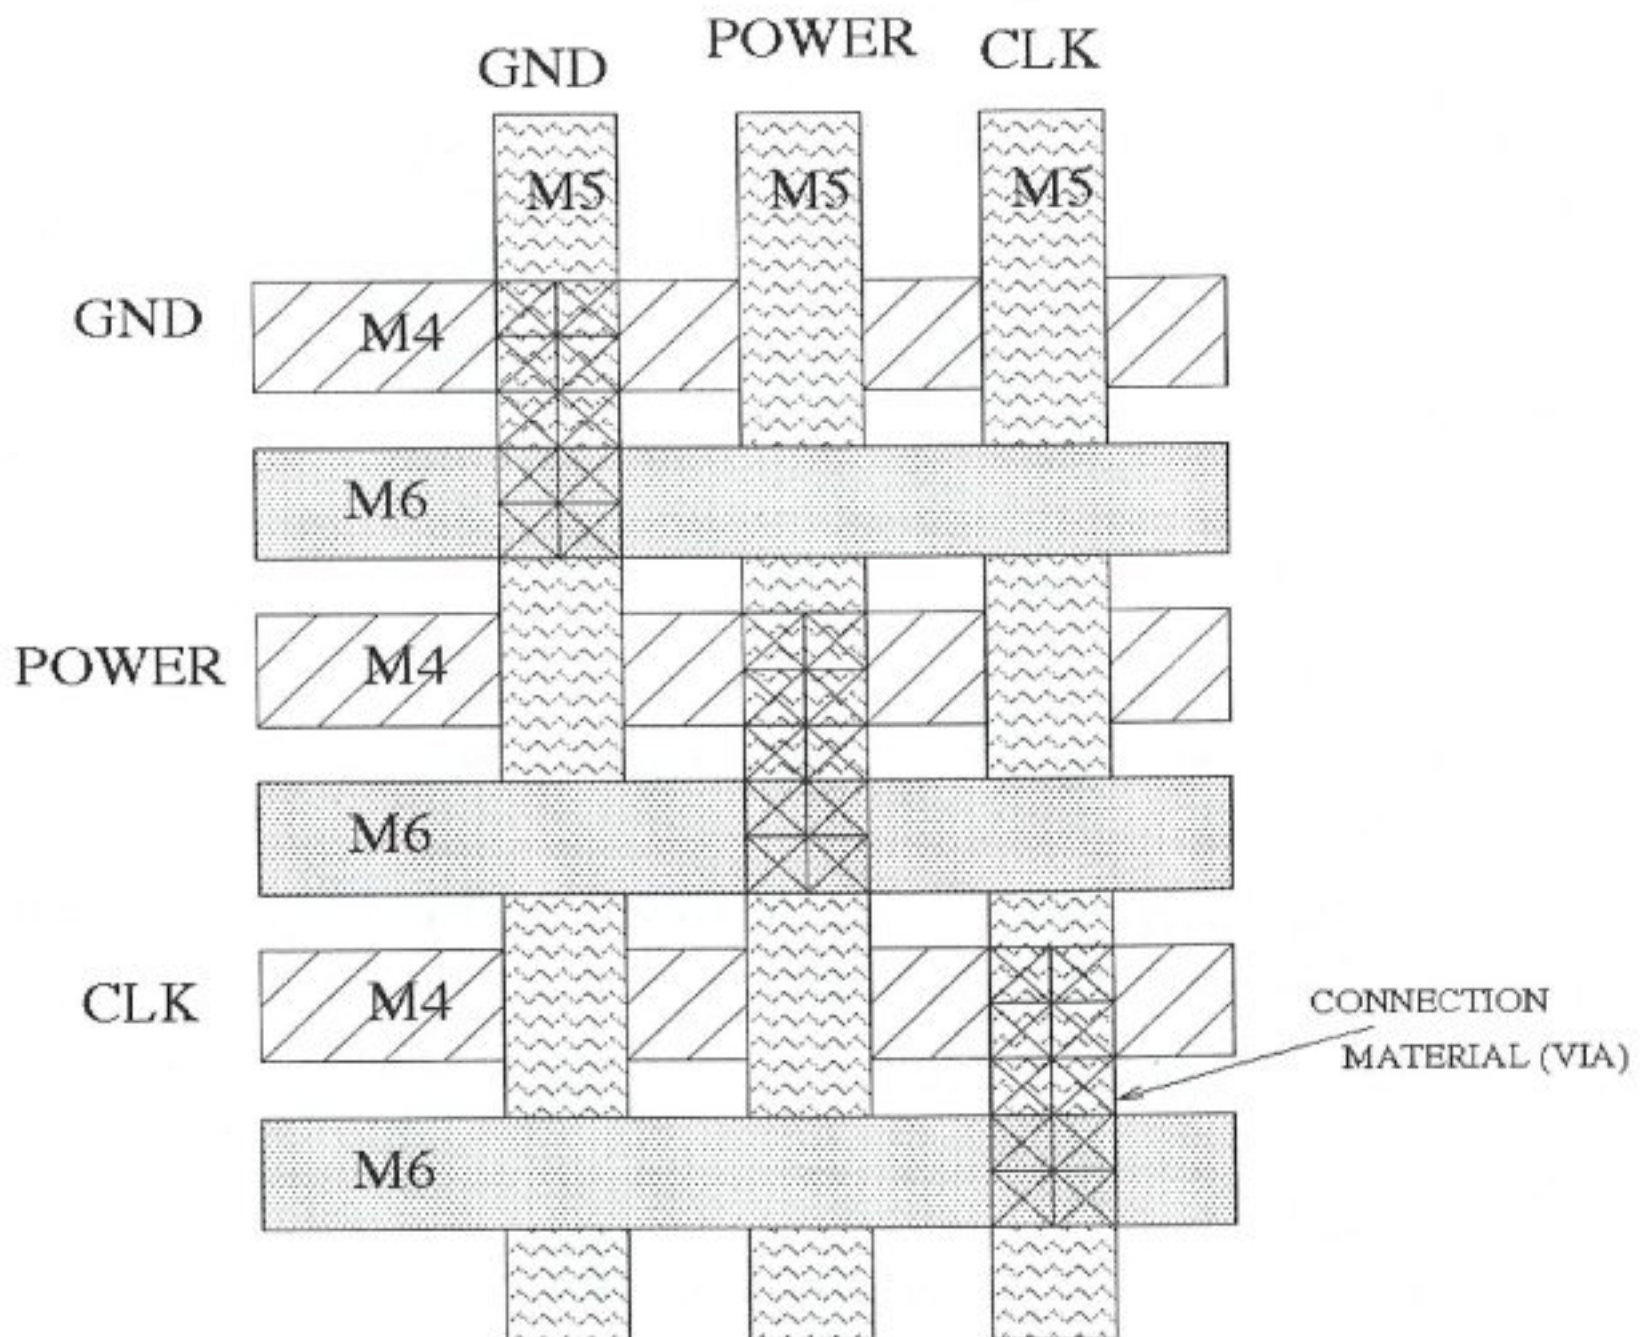 GND POWER CLK
M5 M5 M5
GND M4
M6
POWER M4
M6
CLK M4
CONNECTION
MATERIAL (VIA)
M6